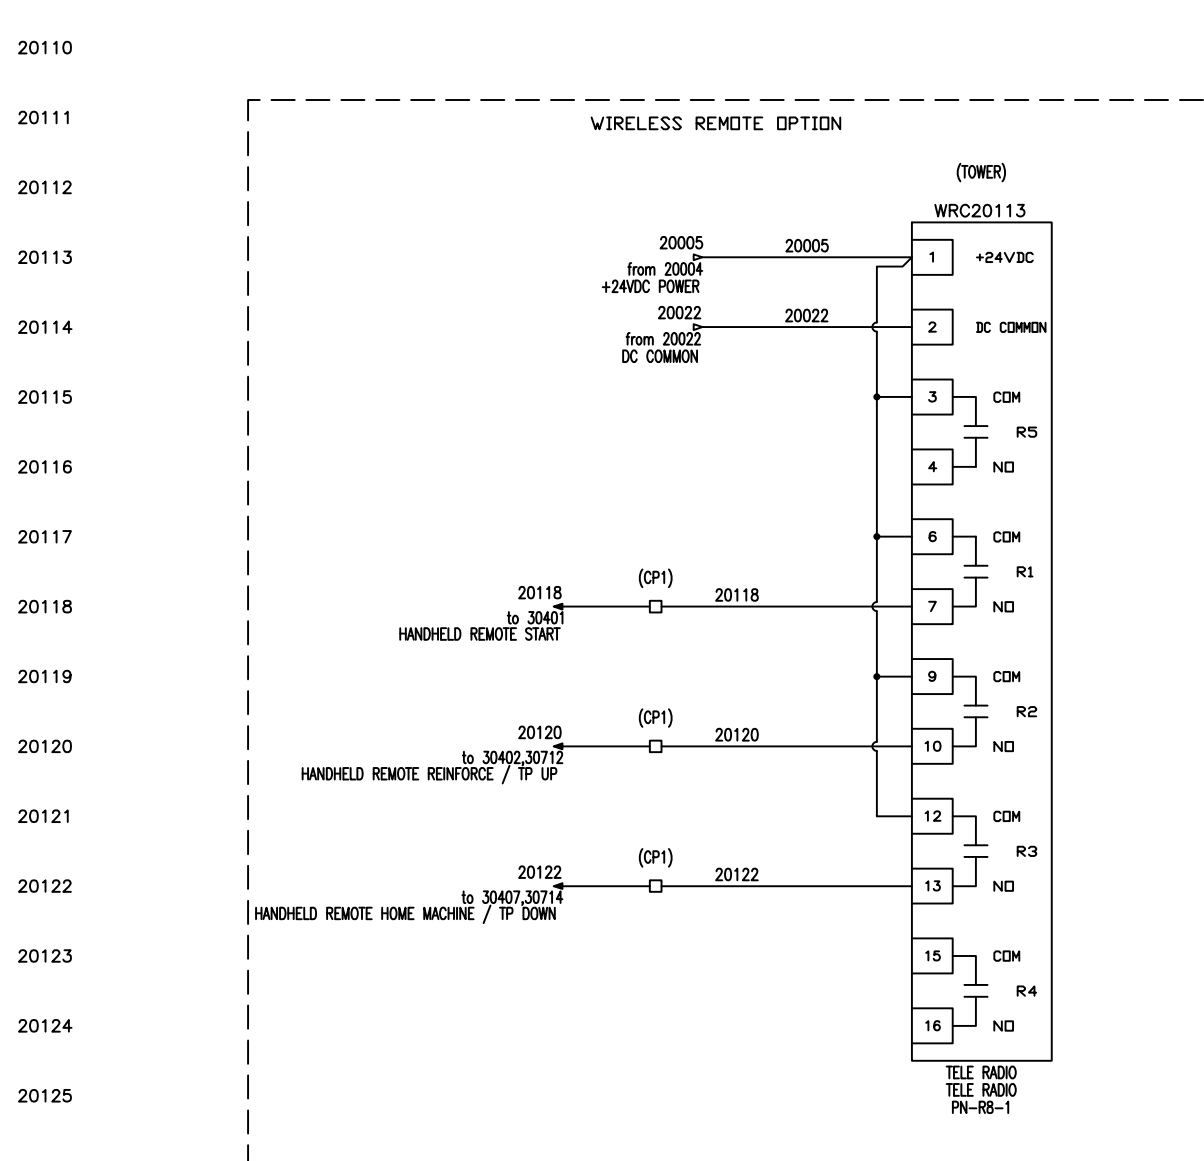 20110
20111
WIRELESS REMOTE OPTION
20112
(TOWER)
WRC20113
20113
20005
20005
1
+24VDC
from 20004
+24VDC POWER
20114
20022
20022
2
DC COMMON
from 20022
DC COMMON
20115
3
COM
R5
20116
4
NO
20117
6
COM
R1
20118
20118
(CP1)
20118
7
NO
to 30401
HANDHELD REMOTE START
20119
9
COM
R2
20120
20120
(CP1)
20120
10
NO
to 30402,30712
HANDHELD REMOTE REINFORCE / TP UP
20121
12
COM
R3
20122
20122
(CP1)
20122
13
NO
to 30407,30714
HANDHELD REMOTE HOME MACHINE / TP DOWN
20123
15
COM
R4
20124
16
NO
20125
TELE RADIO
TELE RADIO
PN-R8-1